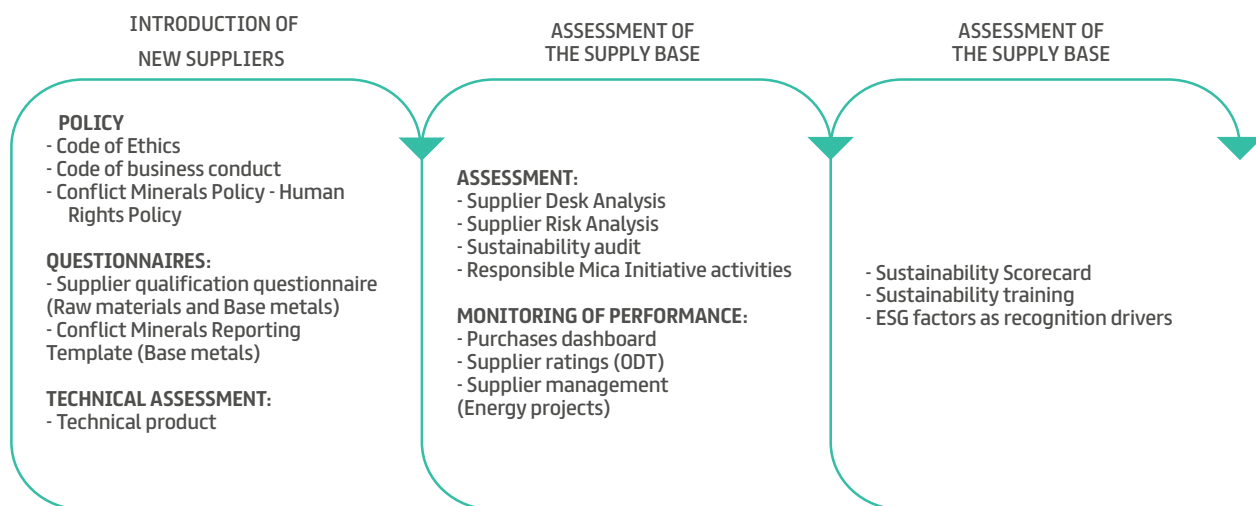 INTRODUCTION OF
NEW SUPPLIERS
POLICY
- Code of Ethics
- Code of business conduct
- Conflict Minerals Policy - Human
Rights Policy
QUESTIONNAIRES:
- Supplier qualification questionnaire
(Raw materials and Base metals)
- Conflict Minerals Reporting
Template (Base metals)
TECHNICAL ASSESSMENT:
- Technical product
ASSESSMENT OF
THE SUPPLY BASE
ASSESSMENT:
- Supplier Desk Analysis
- Supplier Risk Analysis
- Sustainability audit
- Responsible Mica Initiative activities
MONITORING OF PERFORMANCE:
- Purchases dashboard
- Supplier ratings (ODT)
- Supplier management
(Energy projects)
ASSESSMENT OF
THE SUPPLY BASE
- Sustainability Scorecard
- Sustainability training
- ESG factors as recognition drivers